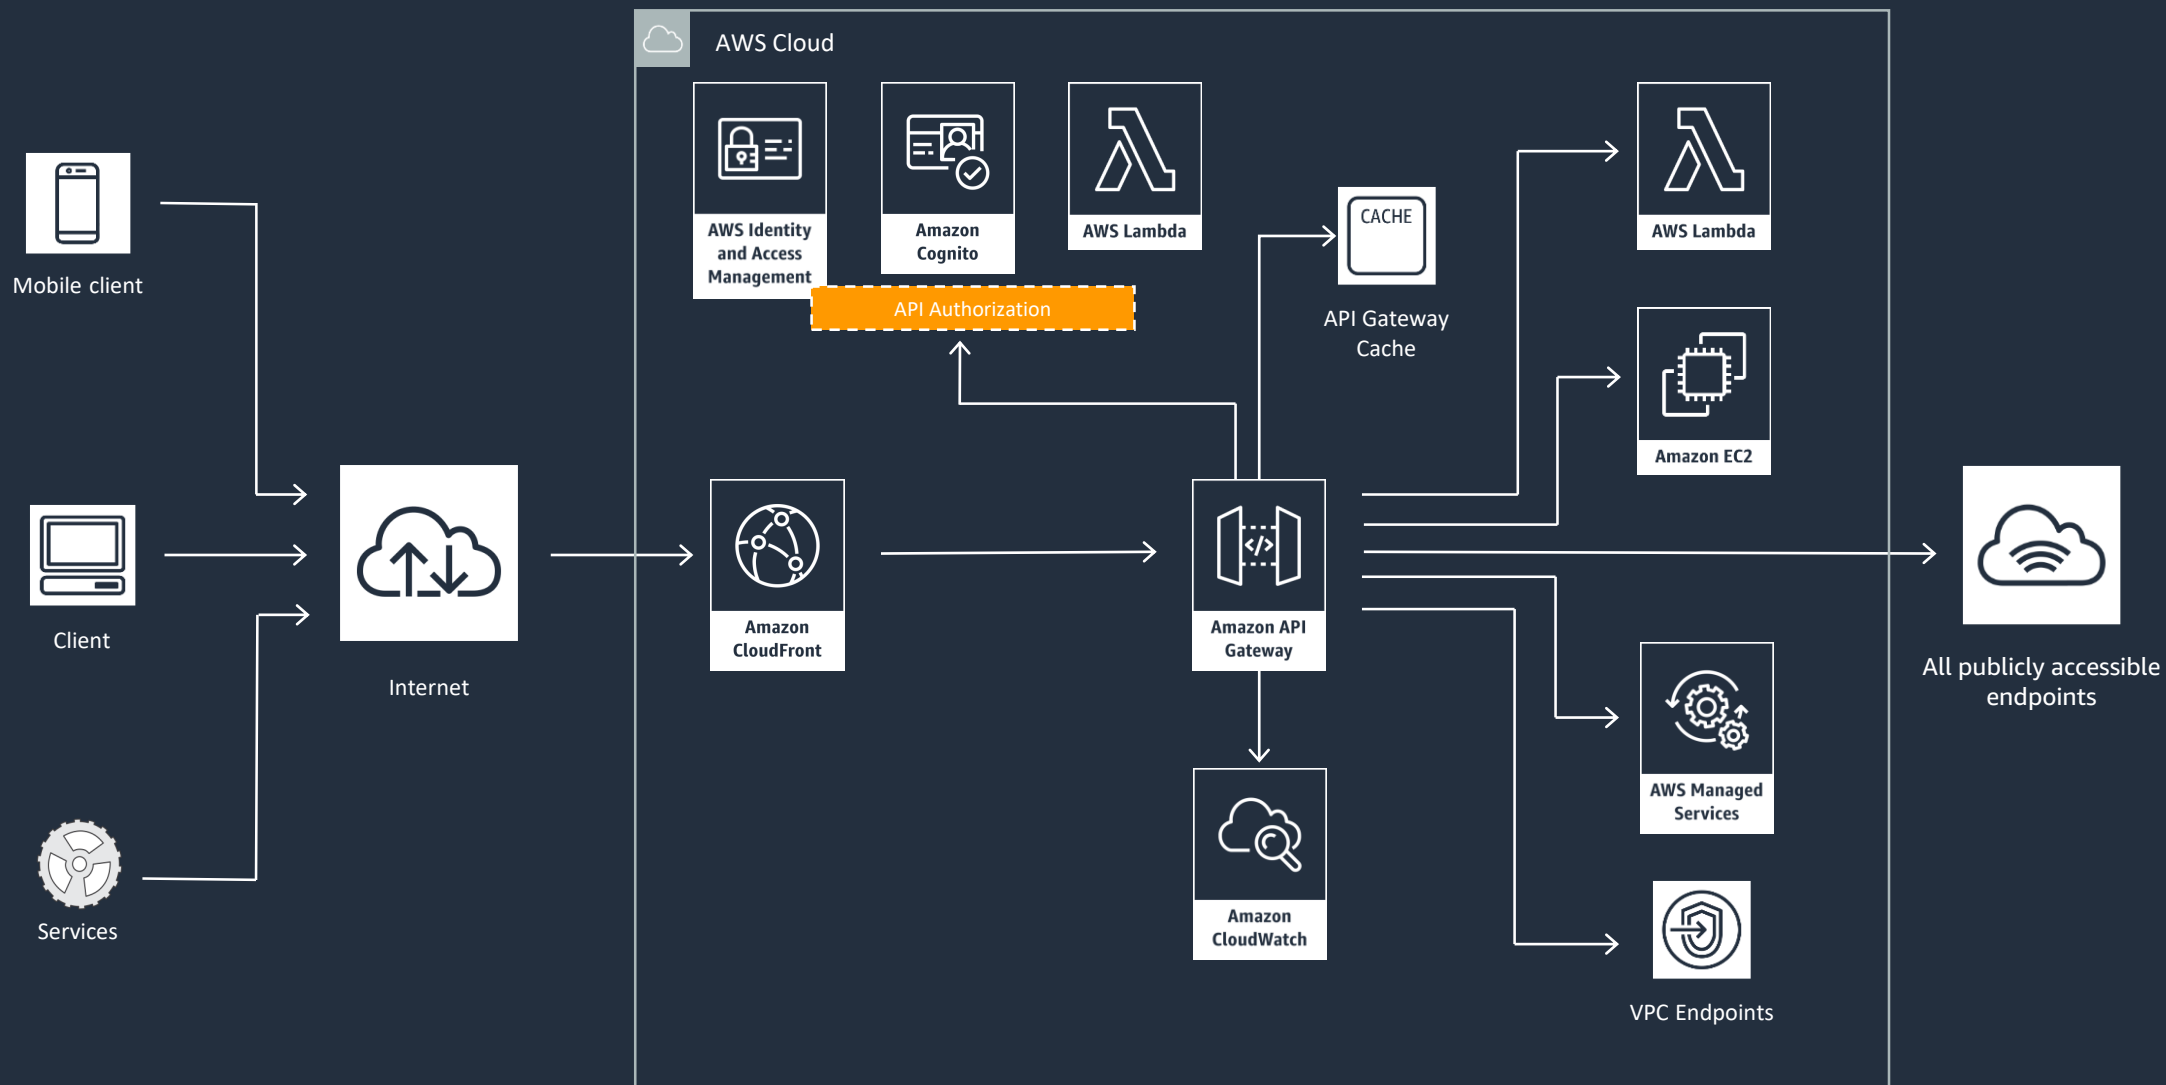 AWS Cloud
AWS Identity
and Access
Management
Amazon
Cognito
AWS Lambda
API Authorization
CACHE
API Gateway
Cache
AWS Lambda
Amazon EC2
Mobile client
Client
Services
Internet
Amazon
CloudFront
</>
Amazon API
Gateway
Amazon
CloudWatch
AWS Managed
Services
VPC Endpoints
All publicly accessible
endpoints